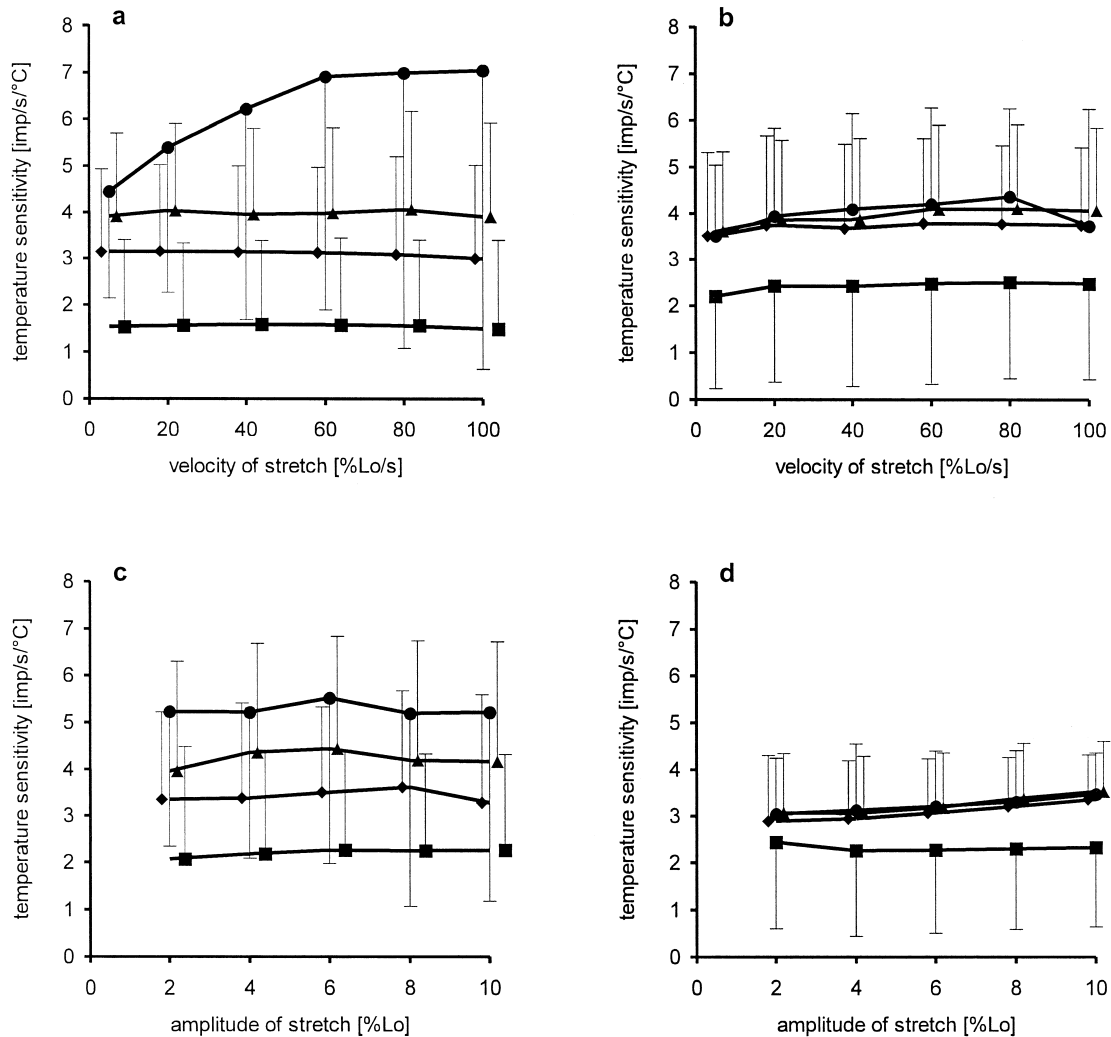 a
temperature sensitivity [imp/s/°C]
8
7
6
5
4
3
2
1
0
0 20 40 60 80 100
velocity of stretch [%Lo/s]
b
temperature sensitivity [imp/s/°C]
8
7
6
5
4
3
2
1
0
0 20 40 60 80 100
velocity of stretch [%Lo/s]
c
temperature sensitivity [imp/s/°C]
8
7
6
5
4
3
2
1
0
0 2 4 6 8 10
amplitude of stretch [%Lo]
d
temperature sensitivity [imp/s/°C]
8
7
6
5
4
3
2
1
0
0 2 4 6 8 10
amplitude of stretch [%Lo]